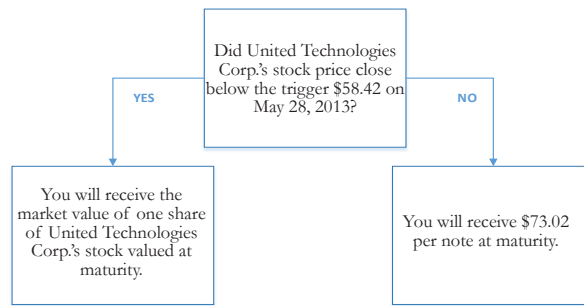 Did United Technologies
Corp.'s stock price close
below the trigger $58.42 on
May 28, 2013?
YES
NO
You will receive the
market value of one share
of United Technologies
Corp.'s stock valued at
maturity.
You will receive $73.02
per note at maturity.